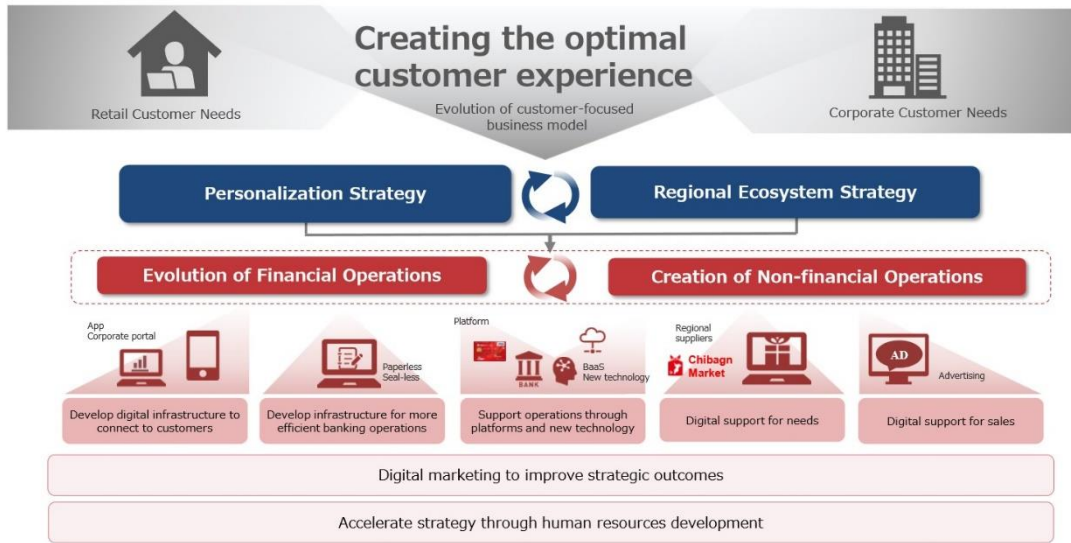 Creating the optimal
customer experience
Evolution of customer-focused
business model
Retail Customer Needs
Corporate Customer Needs
Personalization Strategy
Regional Ecosystem Strategy
Evolution of Financial Operations
Creation of Non-financial Operations
App
Corporate portal
Paperless
Seal-less
Platform
BANK
BaaS
New technology
Regional
suppliers
Chibagn
Market
AD
Advertising
Develop digital infrastructure to
connect to customers
Develop infrastructure for more
efficient banking operations
Support operations through
platforms and new technology
Digital support for needs
Digital support for sales
Digital marketing to improve strategic outcomes
Accelerate strategy through human resources development